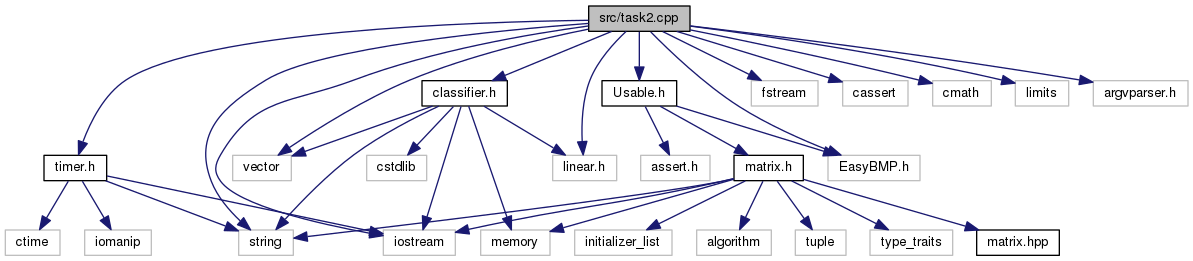 src/task2.cpp
classifier.h
Usable.h
fstream
cassert
cmath
limits
argvparser.h
timer.h
vector
cstdlib
linear.h
assert.h
matrix.h
EasyBMP.h
ctime
iomanip
string
iostream
memory
initializer_list
algorithm
tuple
type_traits
matrix.hpp